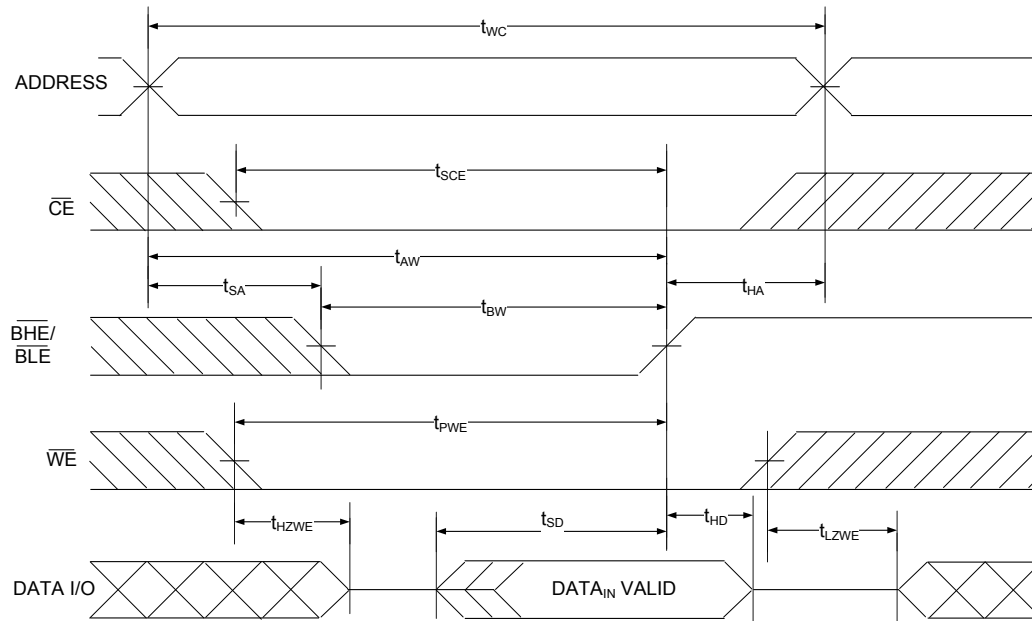 tWC
ADDRESS
tSCE
CE
tAW
tSA
tHA
tBW
BHE/
BLE
tPWE
WE
tHZWE
tSD
tHD
tLZWE
DATA I/O
DATAIN VALID